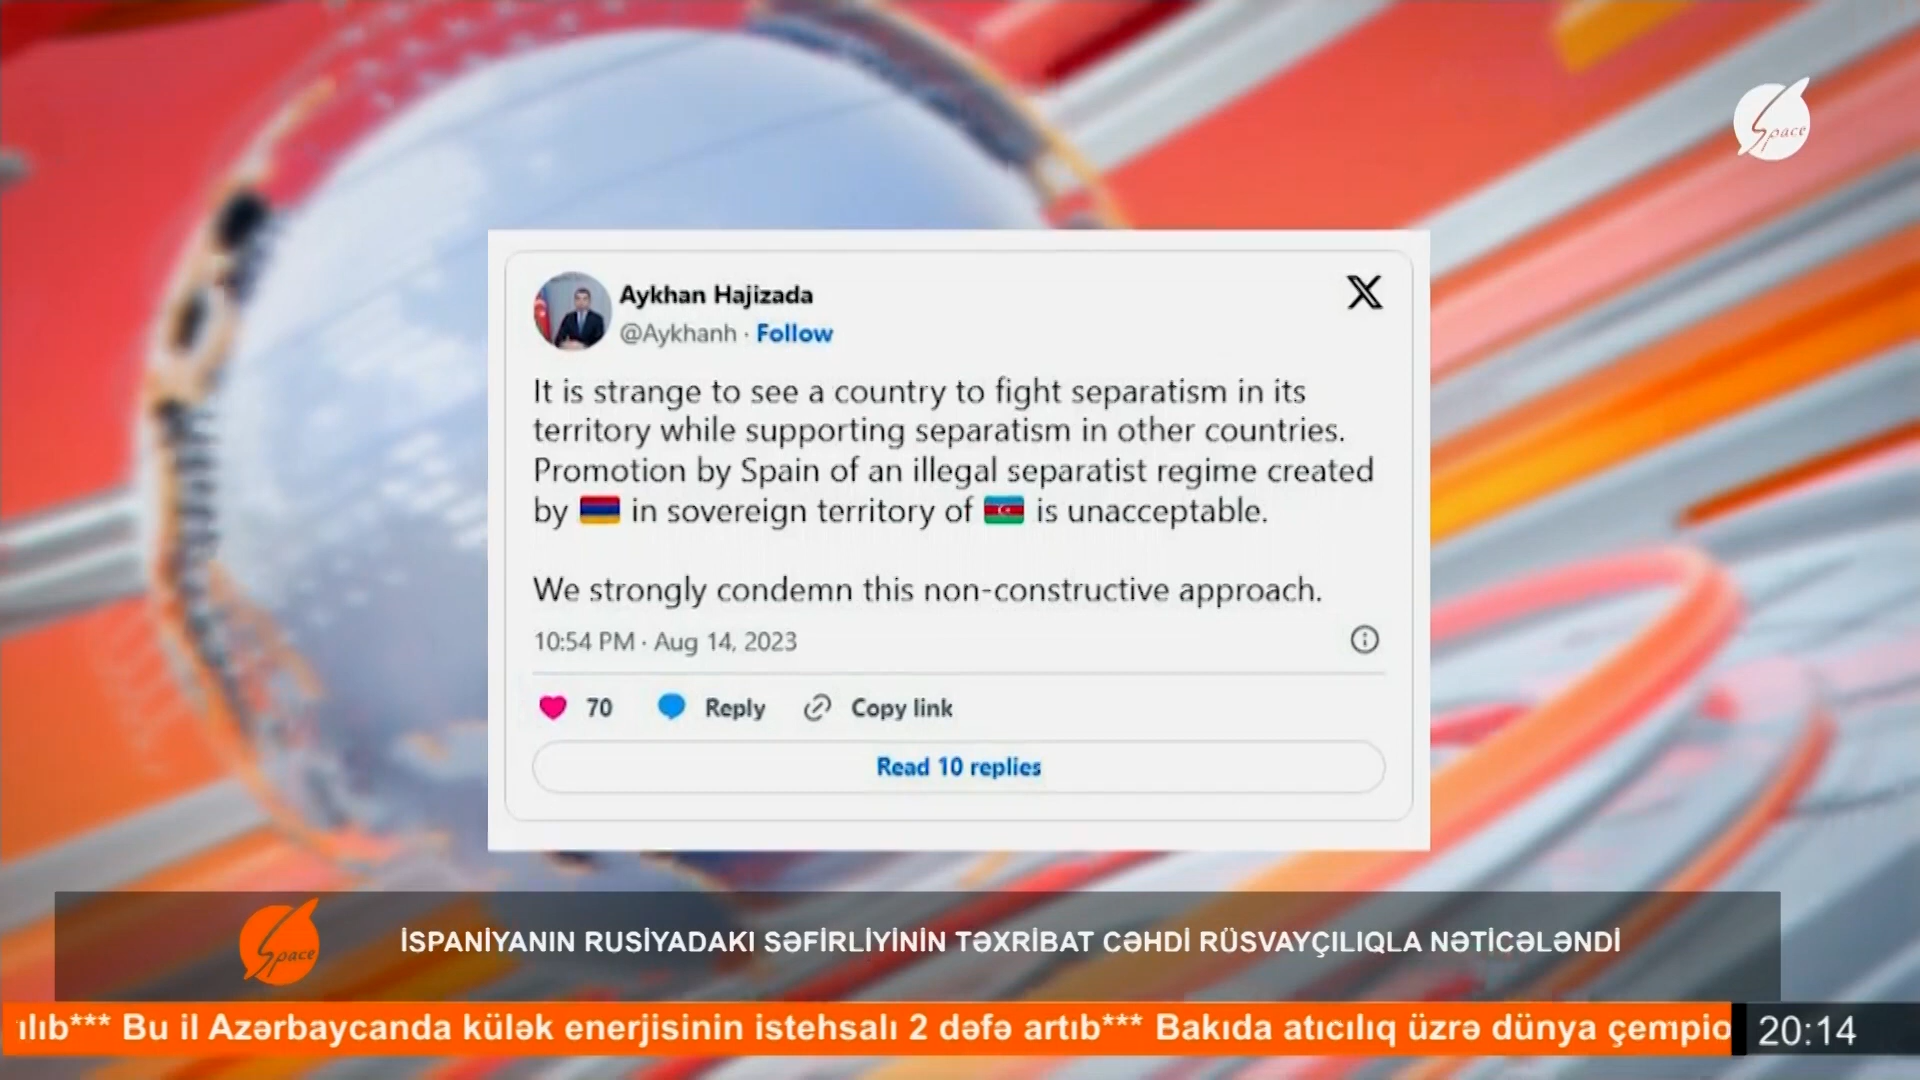 Space
Aykhan Hajizada
@Aykhanh · Follow
It is strange to see a country to fight separatism in its
territory while supporting separatism in other countries.
Promotion by Spain of an illegal separatist regime created
by 🇦🇲 in sovereign territory of 🇦🇿 is unacceptable.
We strongly condemn this non-constructive approach.
10:54 PM · Aug 14, 2023
70 Reply Copy link
Read 10 replies
Space
İSPANİYANIN RUSİYADAKI SƏFİRLİYİNİN TƏXRİBAT CƏHDİ RÜSVAYÇILIQLA NƏTİCƏLƏNDİ
*** Bu il Azərbaycanda külək enerjisinin istehsalı 2 dəfə artıb*** Bakıda atıcılıq üzrə dünya çempio
20:14